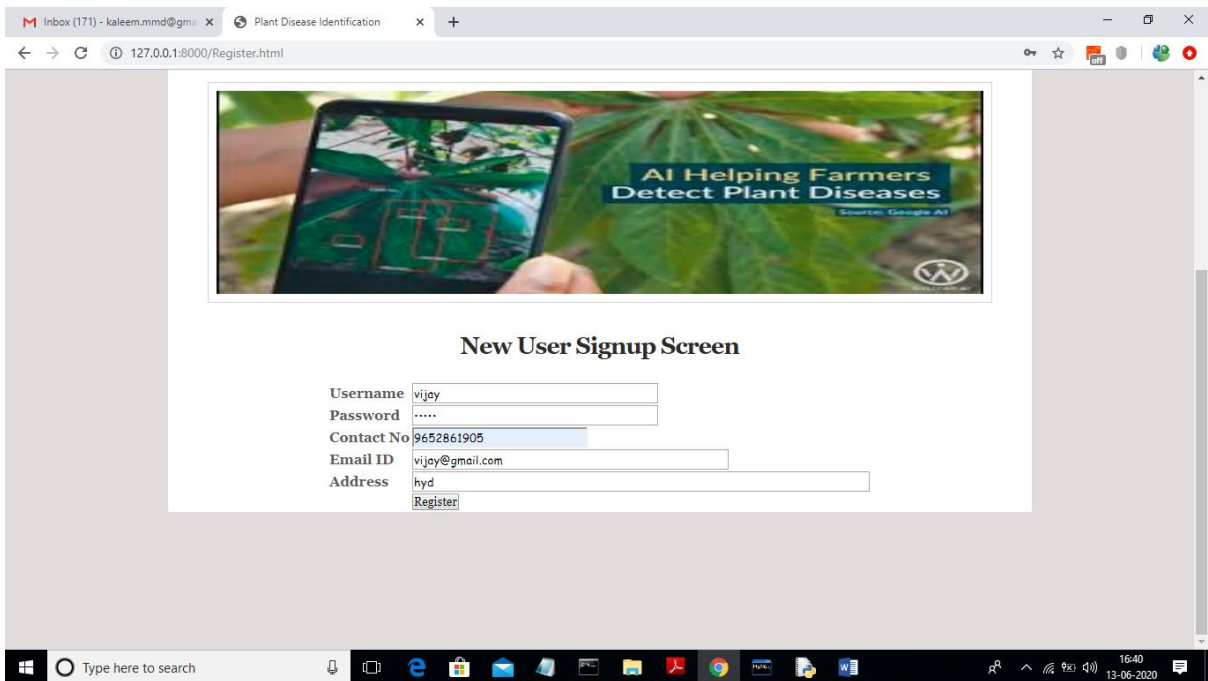 Inbox (171) - kaleem.mmd@gma
Plant Disease Identification
127.0.0.1:8000/Register.html
off
AI Helping Farmers
Detect Plant Diseases
Source: Google AI
New User Signup Screen
Username vijay
Password •••••
Contact No 9652861905
Email ID vijay@gmail.com
Address hyd
Register
Type here to search
16:40
13-06-2020